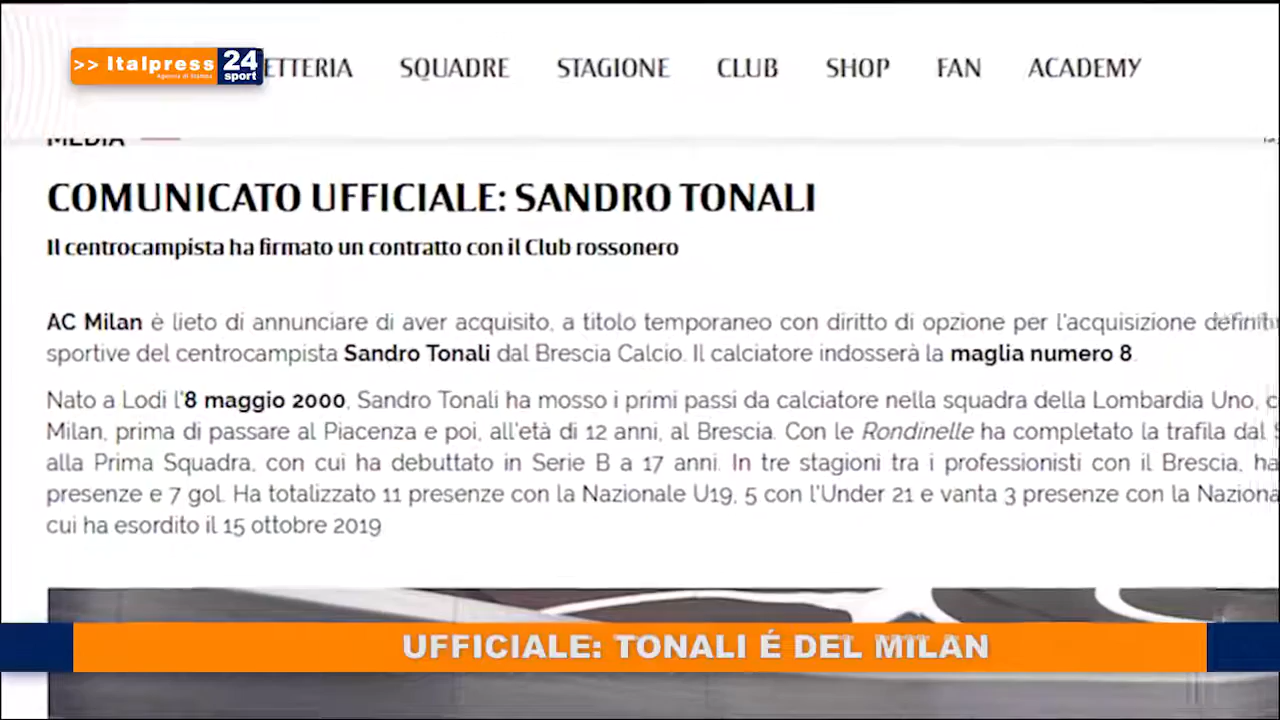 >> Italpress 24
Agenzia di Stampa sport
ETTERIA SQUADRE STAGIONE CLUB SHOP FAN ACADEMY
MEDIA
COMUNICATO UFFICIALE: SANDRO TONALI
Il centrocampista ha firmato un contratto con il Club rossonero
AC Milan è lieto di annunciare di aver acquisito, a titolo temporaneo con diritto di opzione per l'acquisizione
sportive del centrocampista Sandro Tonali dal Brescia Calcio. Il calciatore indosserà la maglia numero 8.
Nato a Lodi l'8 maggio 2000, Sandro Tonali ha mosso i primi passi da calciatore nella squadra della Lombardia Uno,
Milan, prima di passare al Piacenza e poi, all'età di 12 anni, al Brescia. Con le Rondinelle ha completato la trafila dal
alla Prima Squadra, con cui ha debuttato in Serie B a 17 anni. In tre stagioni tra i professionisti con il Brescia, ha
presenze e 7 gol. Ha totalizzato 11 presenze con la Nazionale U19, 5 con l'Under 21 e vanta 3 presenze con la Naziona
cui ha esordito il 15 ottobre 2019
UFFICIALE: TONALI É DEL MILAN